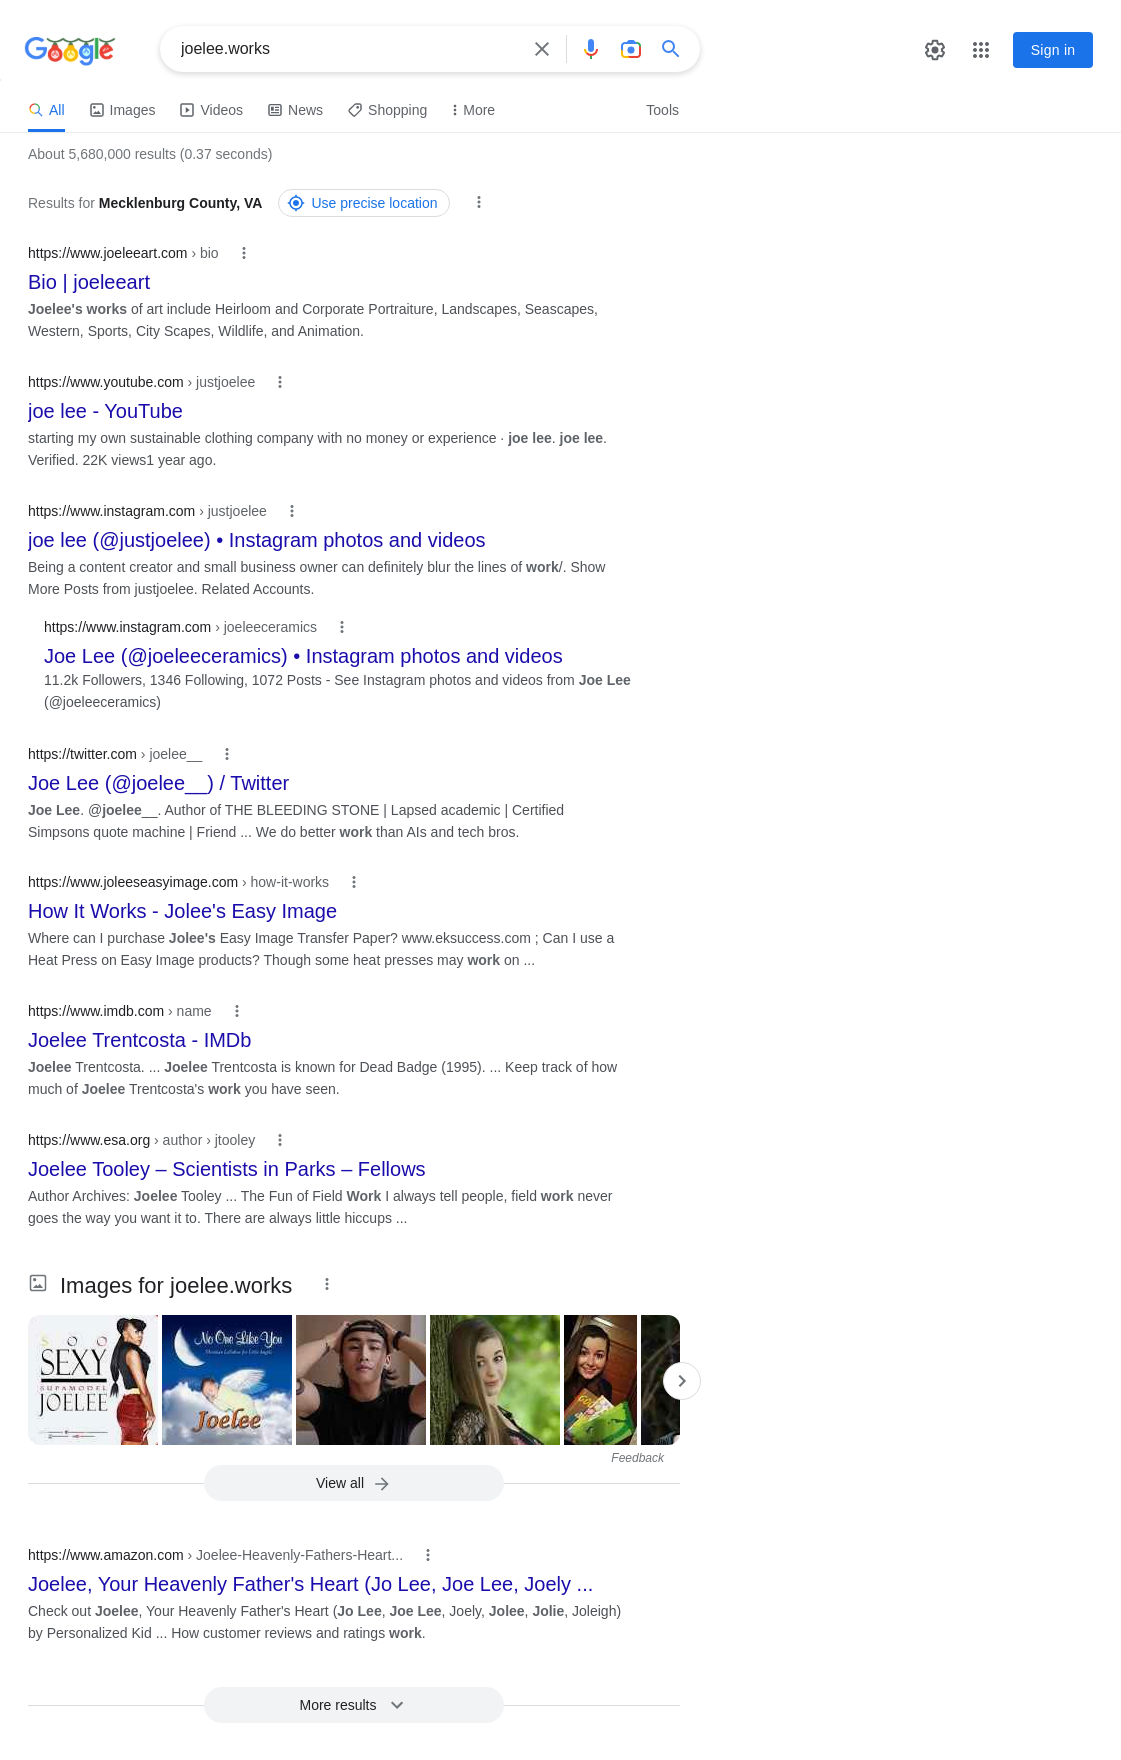 Google
joelee.works
Sign in
All
Images
Videos
News
Shopping
More
Tools
About 5,680,000 results (0.37 seconds)
Results for Mecklenburg County, VA
Use precise location
https://www.joeleeart.com › bio
Bio | joeleeart
Joelee's works of art include Heirloom and Corporate Portraiture, Landscapes, Seascapes,
Western, Sports, City Scapes, Wildlife, and Animation.
https://www.youtube.com › justjoelee
joe lee - YouTube
starting my own sustainable clothing company with no money or experience · joe lee. joe lee.
Verified. 22K views1 year ago.
https://www.instagram.com › justjoelee
joe lee (@justjoelee) • Instagram photos and videos
Being a content creator and small business owner can definitely blur the lines of work/. Show
More Posts from justjoelee. Related Accounts.
https://www.instagram.com › joeleeceramics
Joe Lee (@joeleeceramics) • Instagram photos and videos
11.2k Followers, 1346 Following, 1072 Posts - See Instagram photos and videos from Joe Lee
(@joeleeceramics)
https://twitter.com › joelee__
Joe Lee (@joelee__) / Twitter
Joe Lee. @joelee__. Author of THE BLEEDING STONE | Lapsed academic | Certified
Simpsons quote machine | Friend ... We do better work than AIs and tech bros.
https://www.joleeseasyimage.com › how-it-works
How It Works - Jolee's Easy Image
Where can I purchase Jolee's Easy Image Transfer Paper? www.eksuccess.com ; Can I use a
Heat Press on Easy Image products? Though some heat presses may work on ...
https://www.imdb.com › name
Joelee Trentcosta - IMDb
Joelee Trentcosta. ... Joelee Trentcosta is known for Dead Badge (1995). ... Keep track of how
much of Joelee Trentcosta's work you have seen.
https://www.esa.org › author › jtooley
Joelee Tooley – Scientists in Parks – Fellows
Author Archives: Joelee Tooley ... The Fun of Field Work I always tell people, field work never
goes the way you want it to. There are always little hiccups ...
Images for joelee.works
SOO
SEXY
SUPAMODEL
JOELEE
No One Like You
Joelee
Feedback
View all
https://www.amazon.com › Joelee-Heavenly-Fathers-Heart...
Joelee, Your Heavenly Father's Heart (Jo Lee, Joe Lee, Joely ...
Check out Joelee, Your Heavenly Father's Heart (Jo Lee, Joe Lee, Joely, Jolee, Jolie, Joleigh)
by Personalized Kid ... How customer reviews and ratings work.
More results